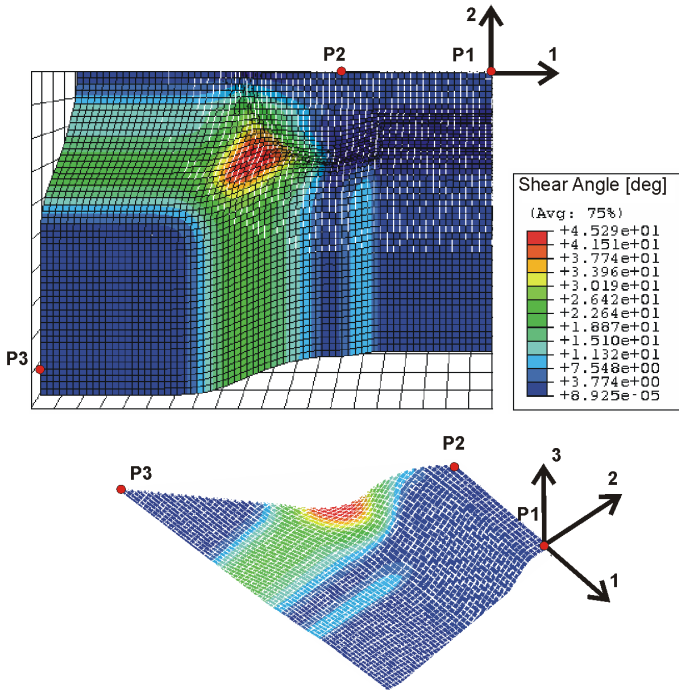 2
P2
P1
1
P3
Shear Angle [deg]
(Avg: 75%)
+4.529e+01
+4.151e+01
+3.774e+01
+3.396e+01
+3.019e+01
+2.642e+01
+2.264e+01
+1.887e+01
+1.510e+01
+1.132e+01
+7.548e+00
+3.774e+00
+8.925e-05
P3
P2
3
2
P1
1